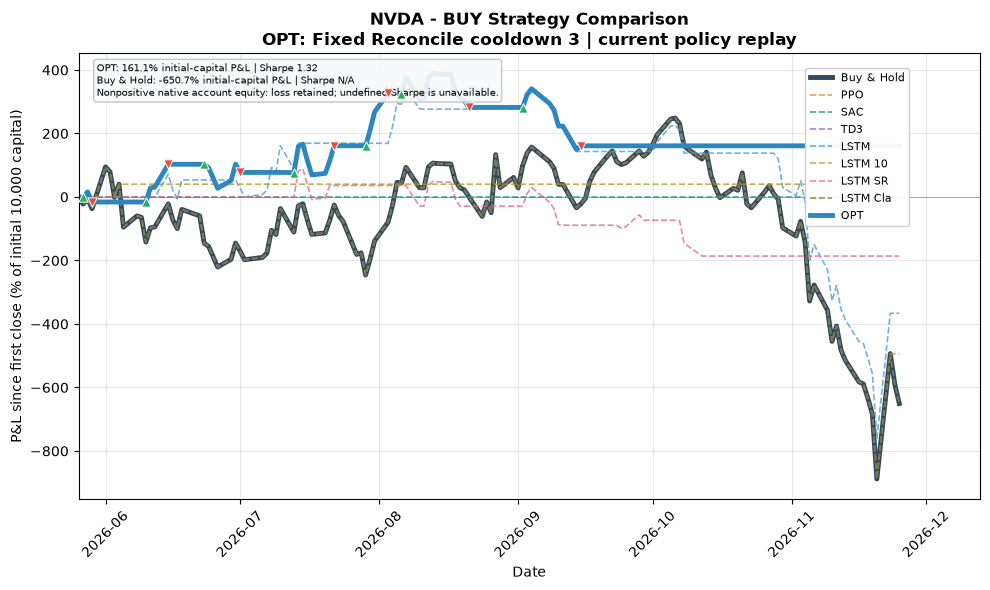 NVDA - BUY Strategy Comparison
OPT: Fixed Reconcile cooldown 3 | current policy replay
P&L since first close (% of initial 10,000 capital)
400
200
0
−200
−400
−600
−800
OPT: 161.1% initial-capital P&L | Sharpe 1.32
Buy & Hold: -650.7% initial-capital P&L | Sharpe N/A
Nonpositive native account equity: loss retained; undefined Sharpe is unavailable.
Buy & Hold
PPO
SAC
TD3
LSTM
LSTM 10
LSTM SR
LSTM Cla
OPT
2026-06
2026-07
2026-08
2026-09
2026-10
2026-11
2026-12
Date